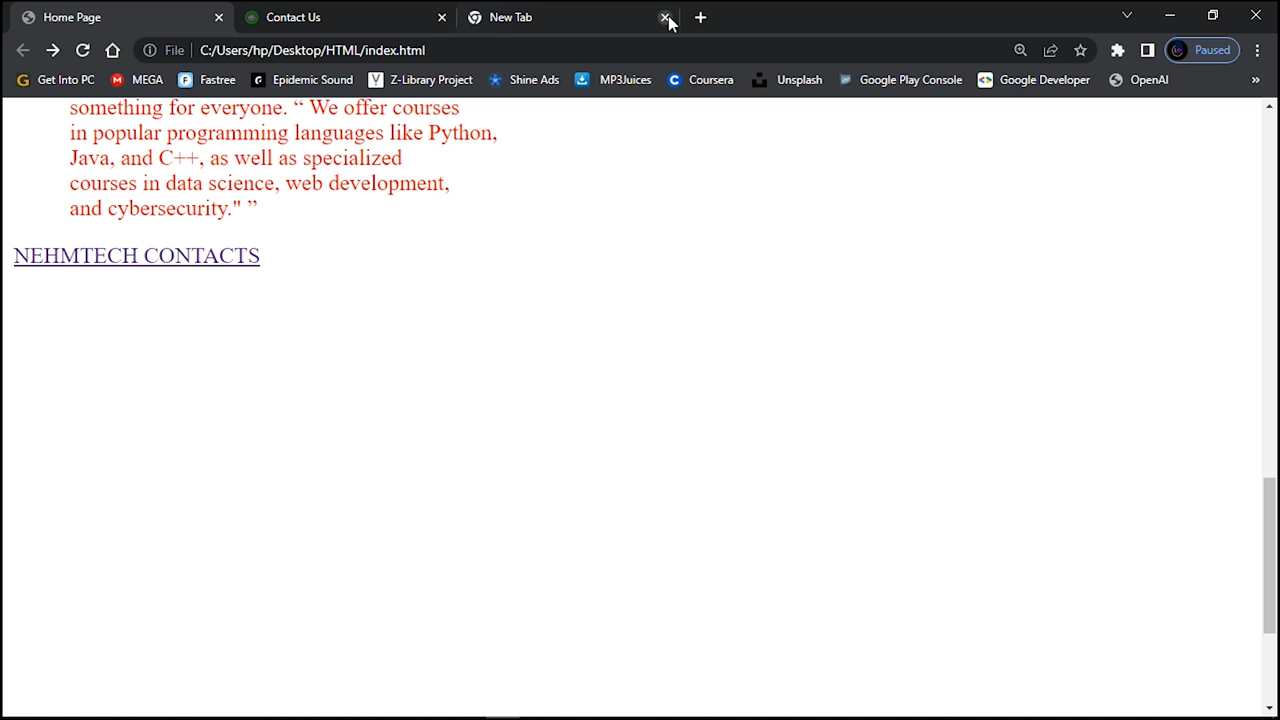 Home Page
Contact Us
New Tab
File
C:/Users/hp/Desktop/HTML/index.html
Paused
Get Into PC
MEGA
Fastree
Epidemic Sound
Z-Library Project
Shine Ads
MP3Juices
Coursera
Unsplash
Google Play Console
Google Developer
OpenAI
something for everyone. “ We offer courses
in popular programming languages like Python,
Java, and C++, as well as specialized
courses in data science, web development,
and cybersecurity." ”
NEHMTECH CONTACTS